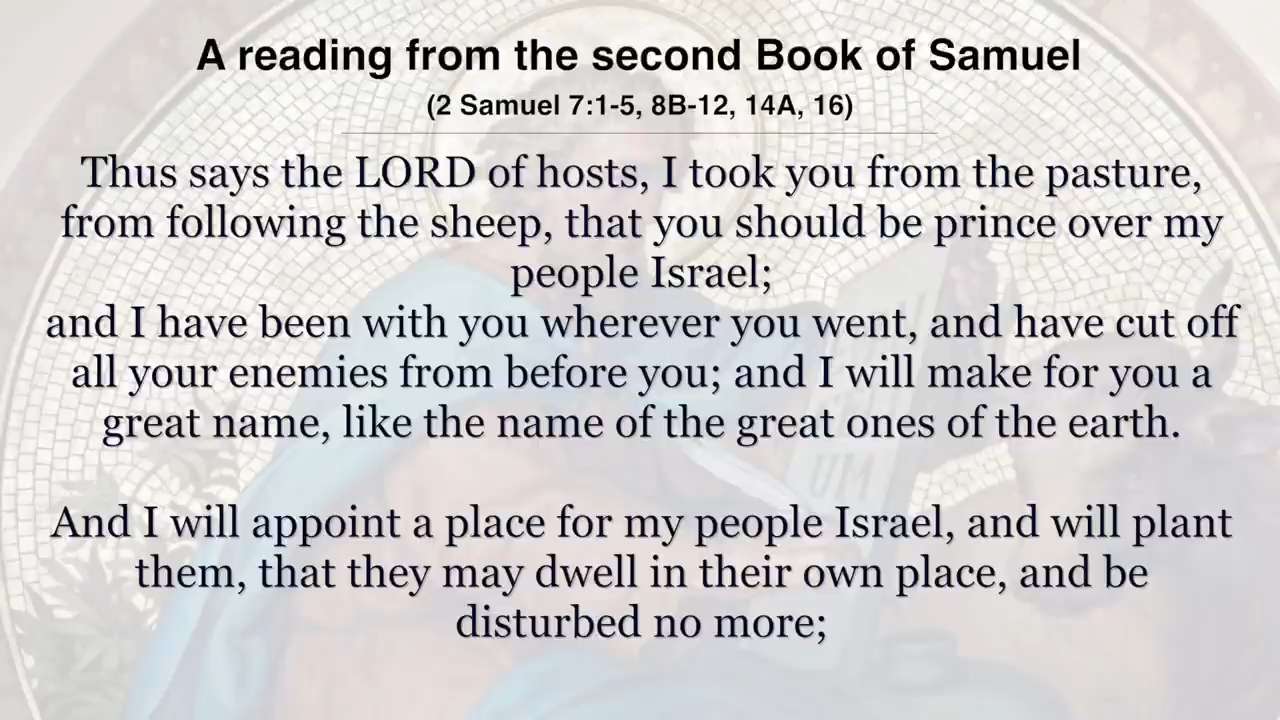 A reading from the second Book of Samuel
(2 Samuel 7:1-5, 8B-12, 14A, 16)
Thus says the LORD of hosts, I took you from the pasture,
from following the sheep, that you should be prince over my
people Israel;
and I have been with you wherever you went, and have cut off
all your enemies from before you; and I will make for you a
great name, like the name of the great ones of the earth.
And I will appoint a place for my people Israel, and will plant
them, that they may dwell in their own place, and be
disturbed no more;